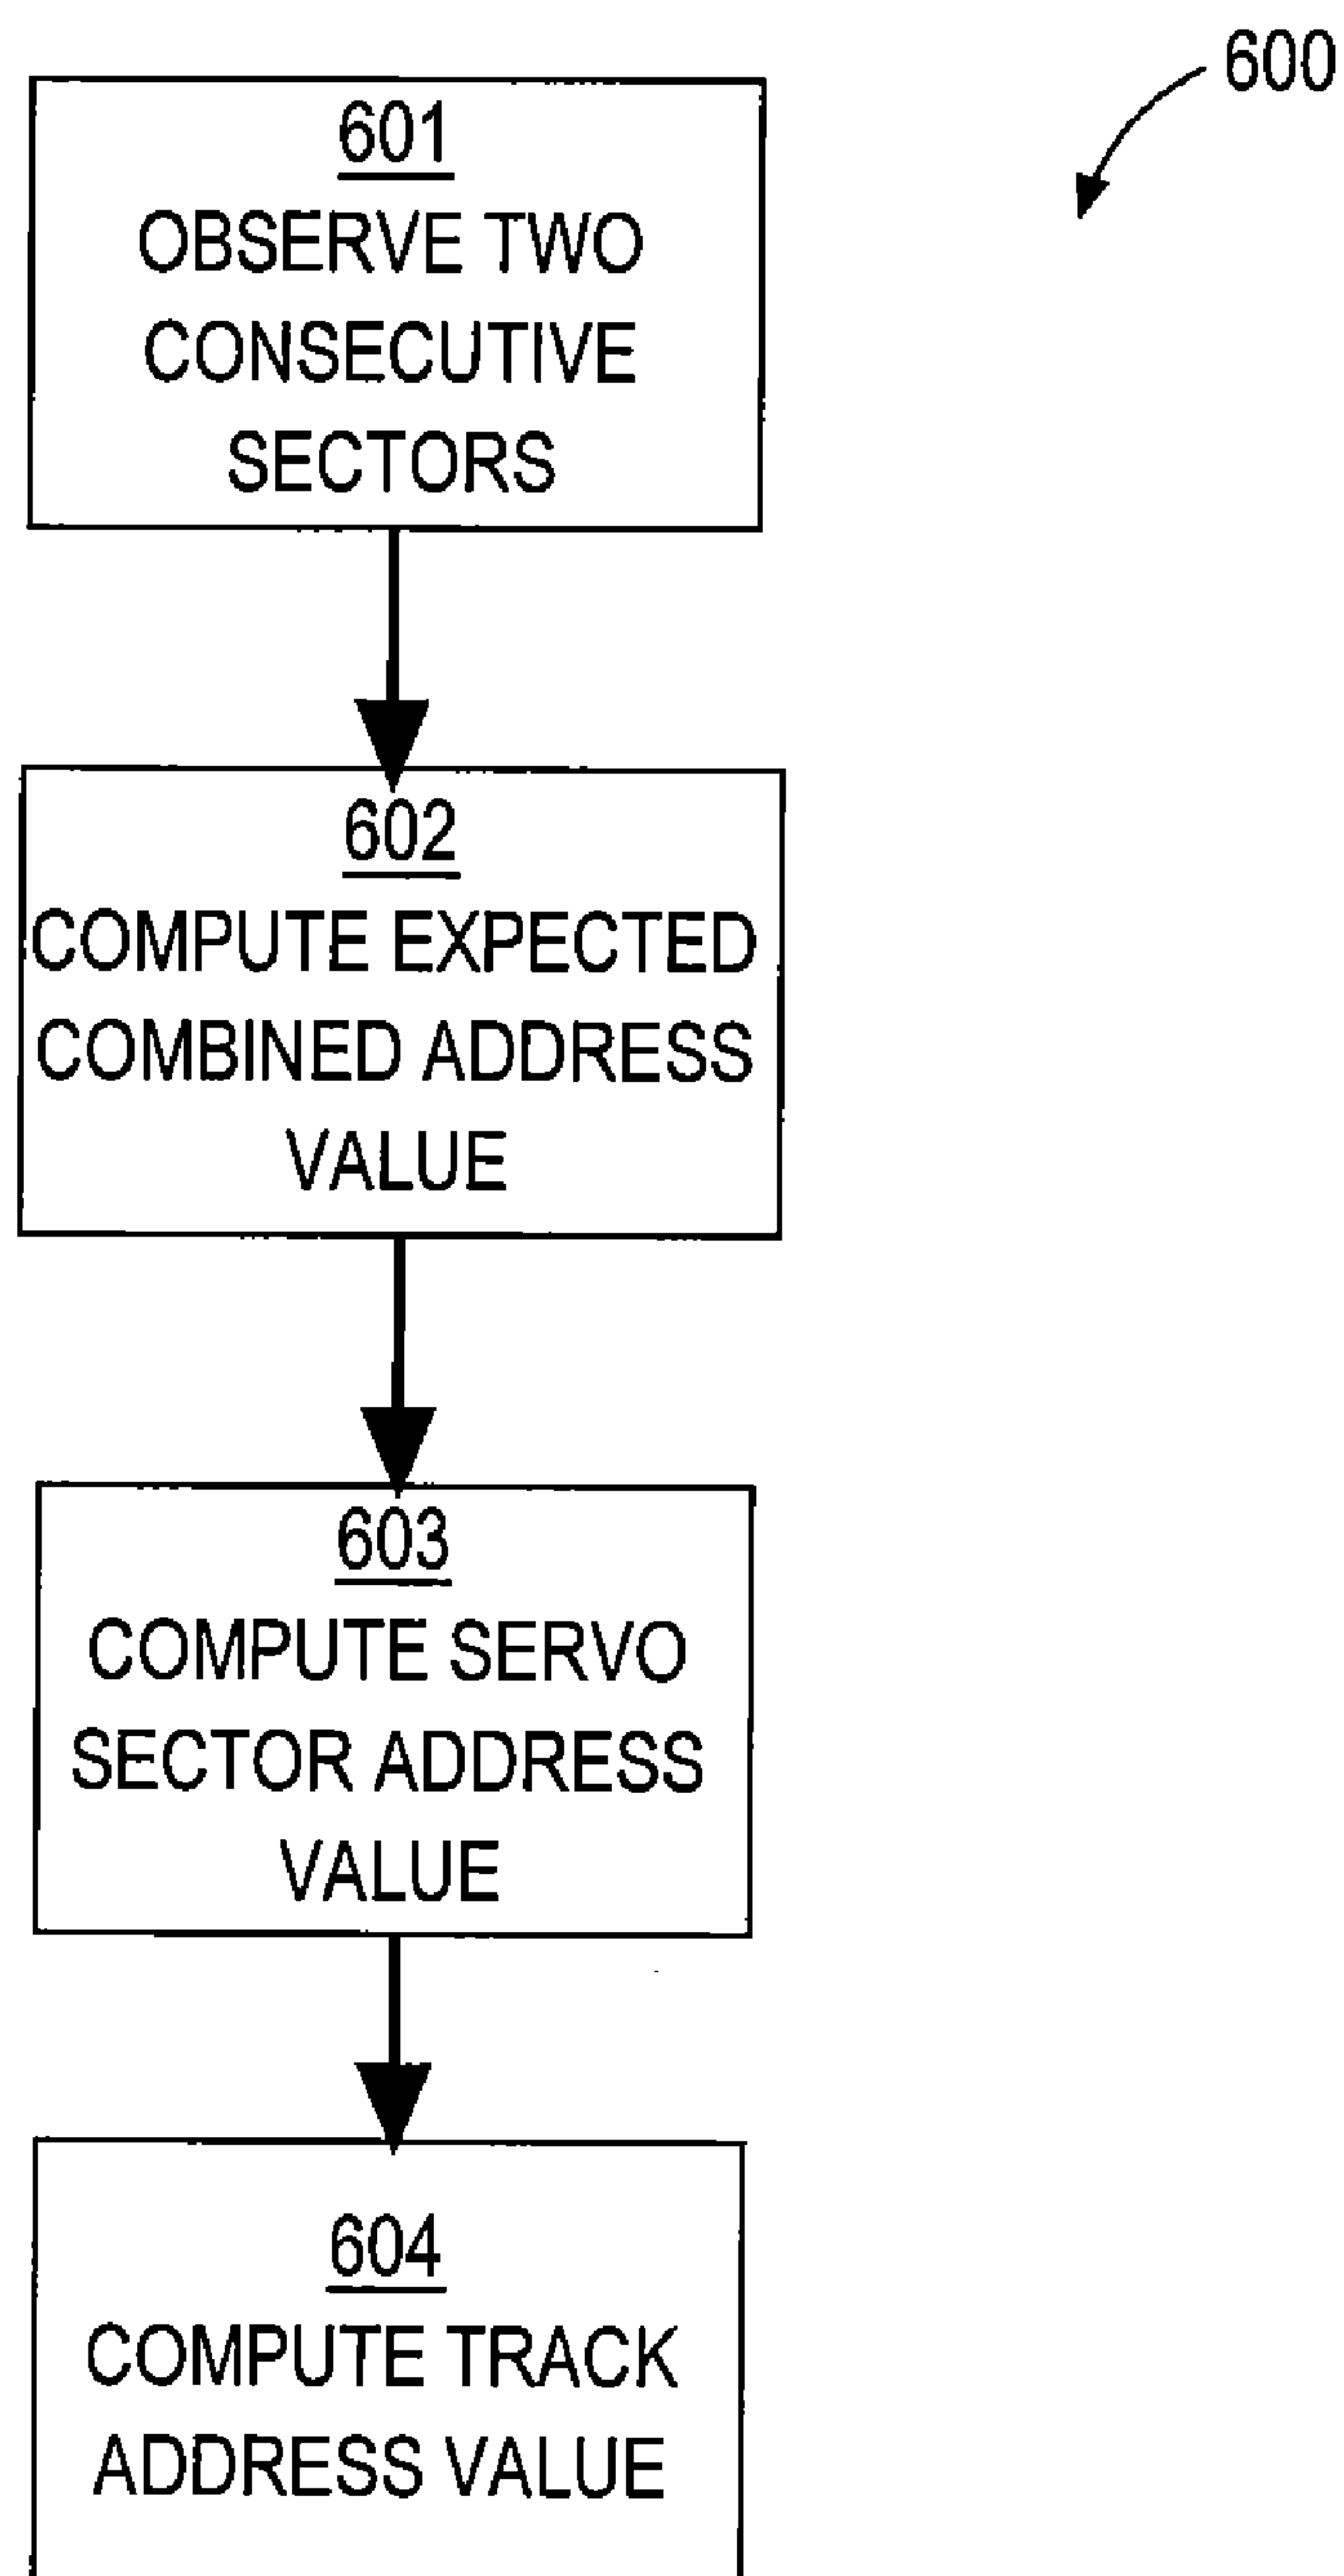 600
601
OBSERVE TWO
CONSECUTIVE
SECTORS
602
COMPUTE EXPECTED
COMBINED ADDRESS
VALUE
603
COMPUTE SERVO
SECTOR ADDRESS
VALUE
604
COMPUTE TRACK
ADDRESS VALUE